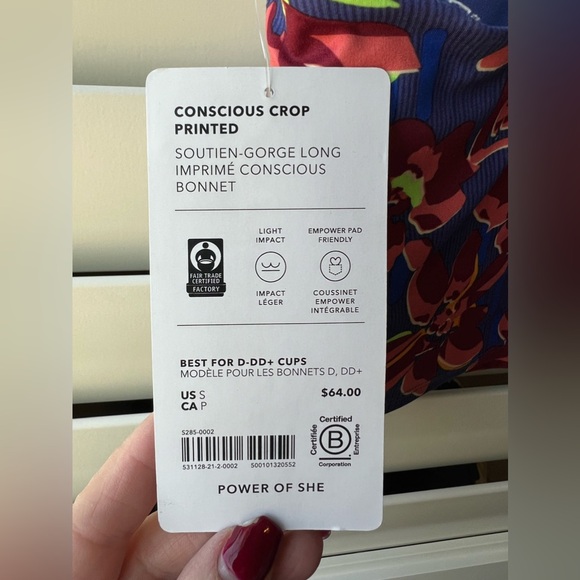 CONSCIOUS CROP
PRINTED
SOUTIEN-GORGE LONG
IMPRIMÉ CONSCIOUS
BONNET
LIGHT
IMPACT
EMPOWER PAD
FRIENDLY
FAIR TRADE
CERTIFIED
FACTORY
IMPACT
LÉGER
COUSSINET
EMPOWER
INTÉGRABLE
BEST FOR D-DD+ CUPS
MODÈLE POUR LES BONNETS D, DD+
US S
CA P
$64.00
S285-0002
S31128-21-2-0002
S00101320552
Certified
Certifiée
B
Entreprise
Corporation
POWER OF SHE